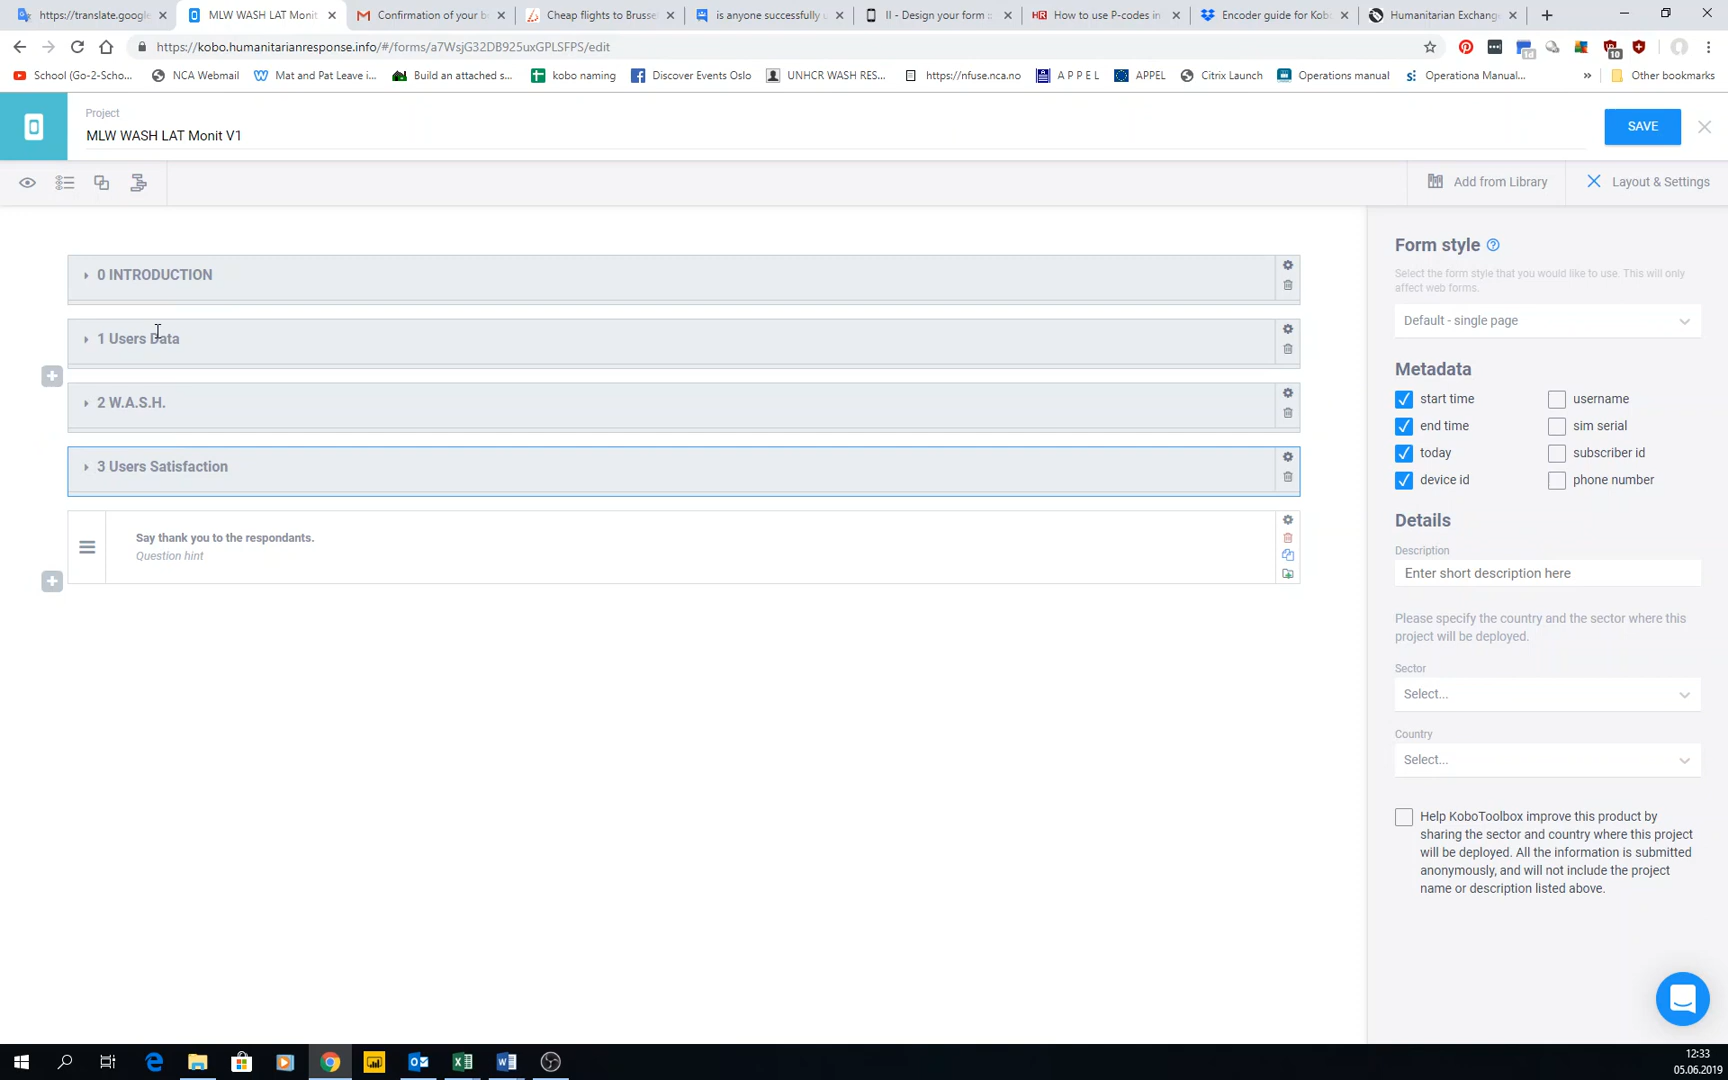 https://translate.google
MLW WASH LAT Monit
Confirmation of your b
Cheap flights to Brusse
is anyone successfully u
II - Design your form
How to use P-codes in
Encoder guide for Kobo
Humanitarian Exchang
https://kobo.humanitarianresponse.info/#/forms/a7WsjG32DB925uxGPLSFPS/edit
School (Go-2-Scho...
NCA Webmail
Mat and Pat Leave i...
Build an attached s...
kobo naming
Discover Events Oslo
UNHCR WASH RES...
https://nfuse.nca.no
A P P E L
APPEL
Citrix Launch
Operations manual
Operationa Manual...
»
Other bookmarks
Project
MLW WASH LAT Monit V1
SAVE
Add from Library
Layout & Settings
0 INTRODUCTION
1 Users Data
2 W.A.S.H.
3 Users Satisfaction
Say thank you to the respondants.
Question hint
Form style
Select the form style that you would like to use. This will only
affect web forms.
Default - single page
Metadata
start time
username
end time
sim serial
today
subscriber id
device id
phone number
Details
Description
Enter short description here
Please specify the country and the sector where this
project will be deployed.
Sector
Select...
Country
Select...
Help KoboToolbox improve this product by
sharing the sector and country where this project
will be deployed. All the information is submitted
anonymously, and will not include the project
name or description listed above.
12:33
05.06.2019